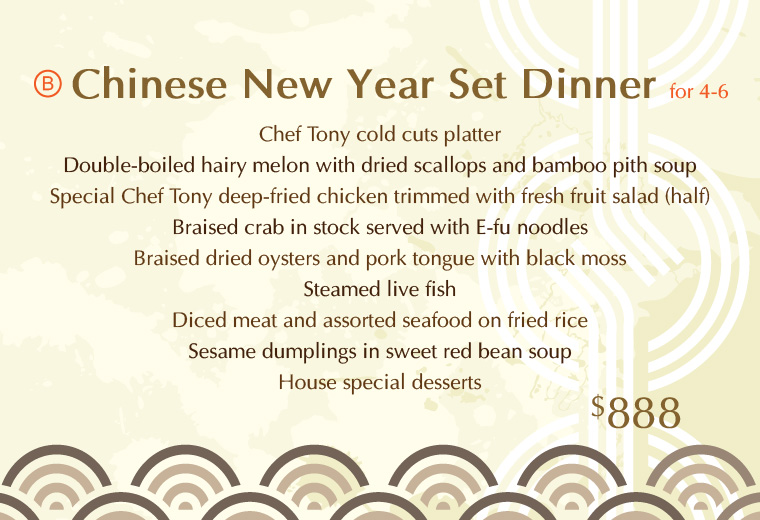 Ⓑ Chinese New Year Set Dinner for 4-6
Chef Tony cold cuts platter
Double-boiled hairy melon with dried scallops and bamboo pith soup
Special Chef Tony deep-fried chicken trimmed with fresh fruit salad (half)
Braised crab in stock served with E-fu noodles
Braised dried oysters and pork tongue with black moss
Steamed live fish
Diced meat and assorted seafood on fried rice
Sesame dumplings in sweet red bean soup
House special desserts
$888